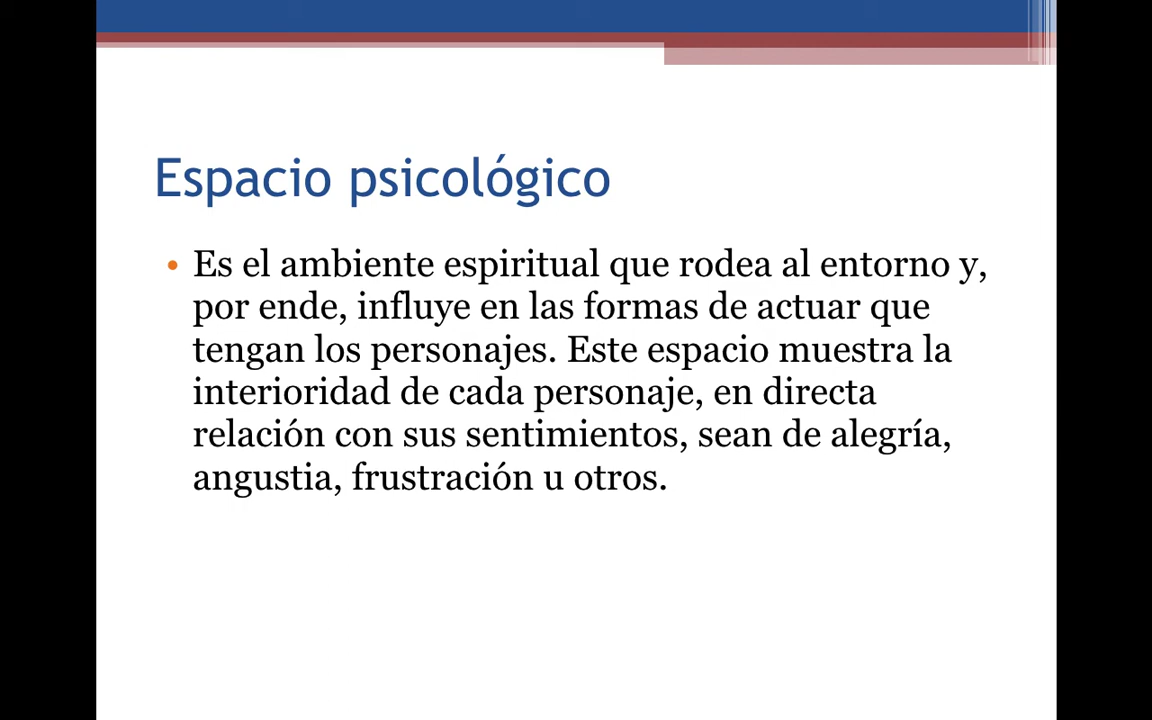 Espacio psicológico
• Es el ambiente espiritual que rodea al entorno y,
por ende, influye en las formas de actuar que
tengan los personajes. Este espacio muestra la
interioridad de cada personaje, en directa
relación con sus sentimientos, sean de alegría,
angustia, frustración u otros.